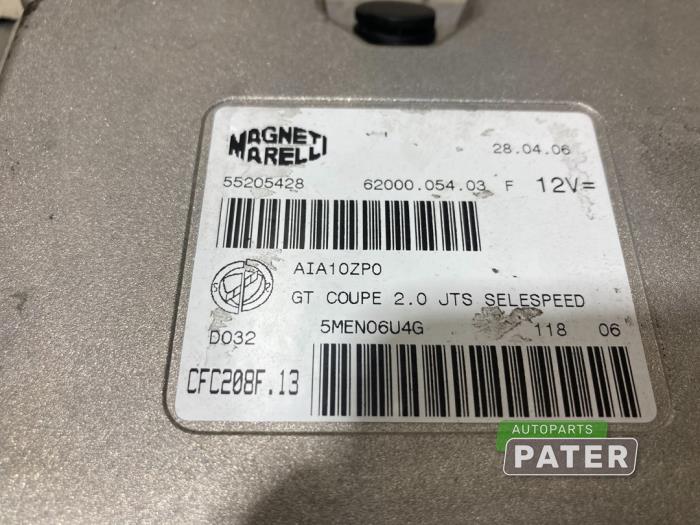 MAGNETI MARELLI
28.04.06
55205428 62000.054.03 F 12V=
AIA10ZP0
GT COUPE 2.0 JTS SELESPEED
D032 5MEN06U4G 118 06
CFC208F.13
AUTOPARTS
PATER